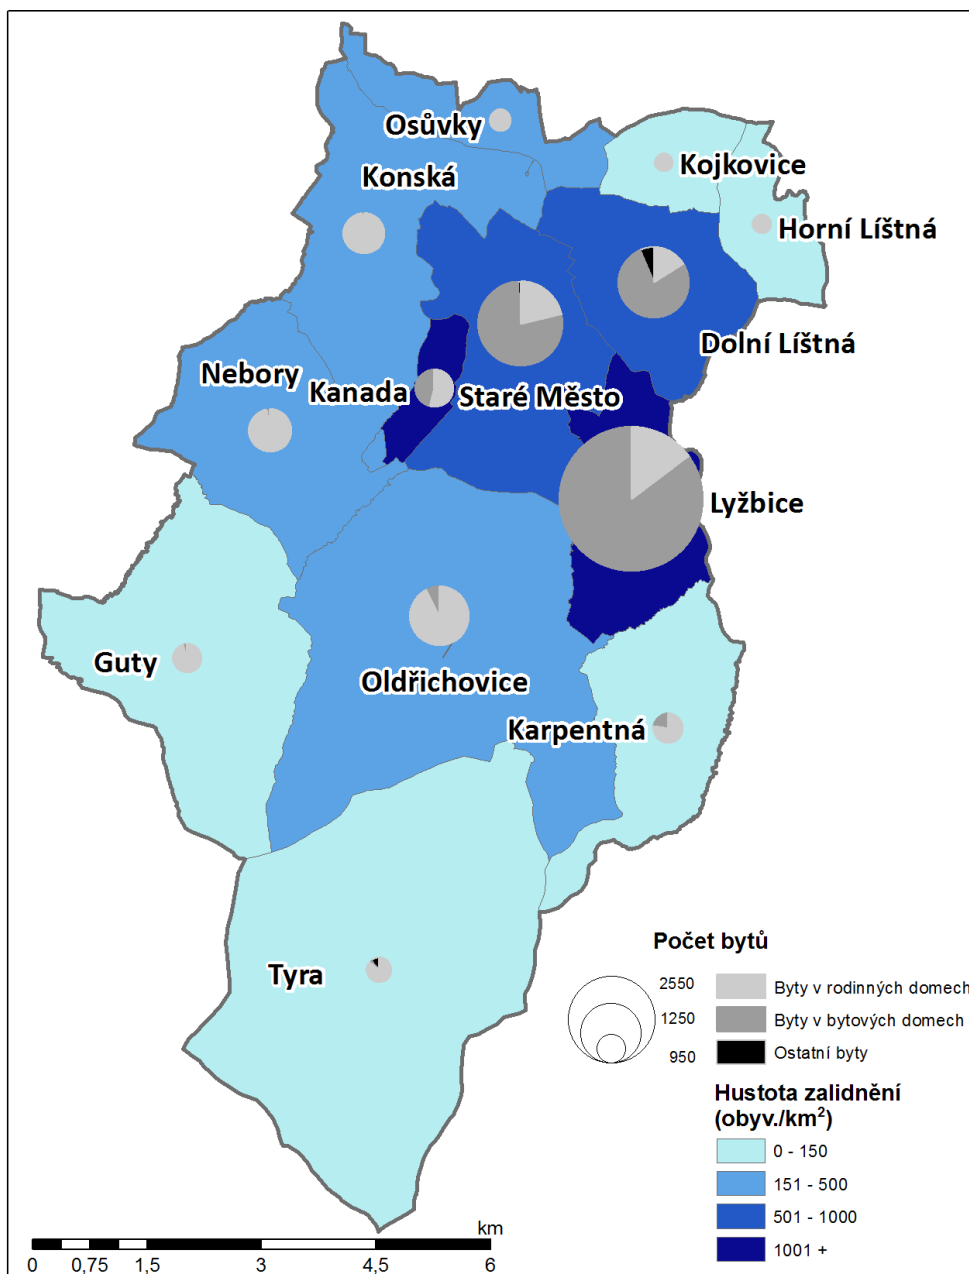 Osůvky
Kojkovice
Konská
Horní Líštná
Dolní Líštná
Nebory
Kanada
Staré Město
Lyžbice
Guty
Oldřichovice
Karpentná
Tyra
Počet bytů
2550
1250
950
Byty v rodinných domech
Byty v bytových domech
Ostatní byty
Hustota zalidnění
(obyv./km²)
0 - 150
151 - 500
501 - 1000
1001 +
km
0 0,75 1,5 3 4,5 6